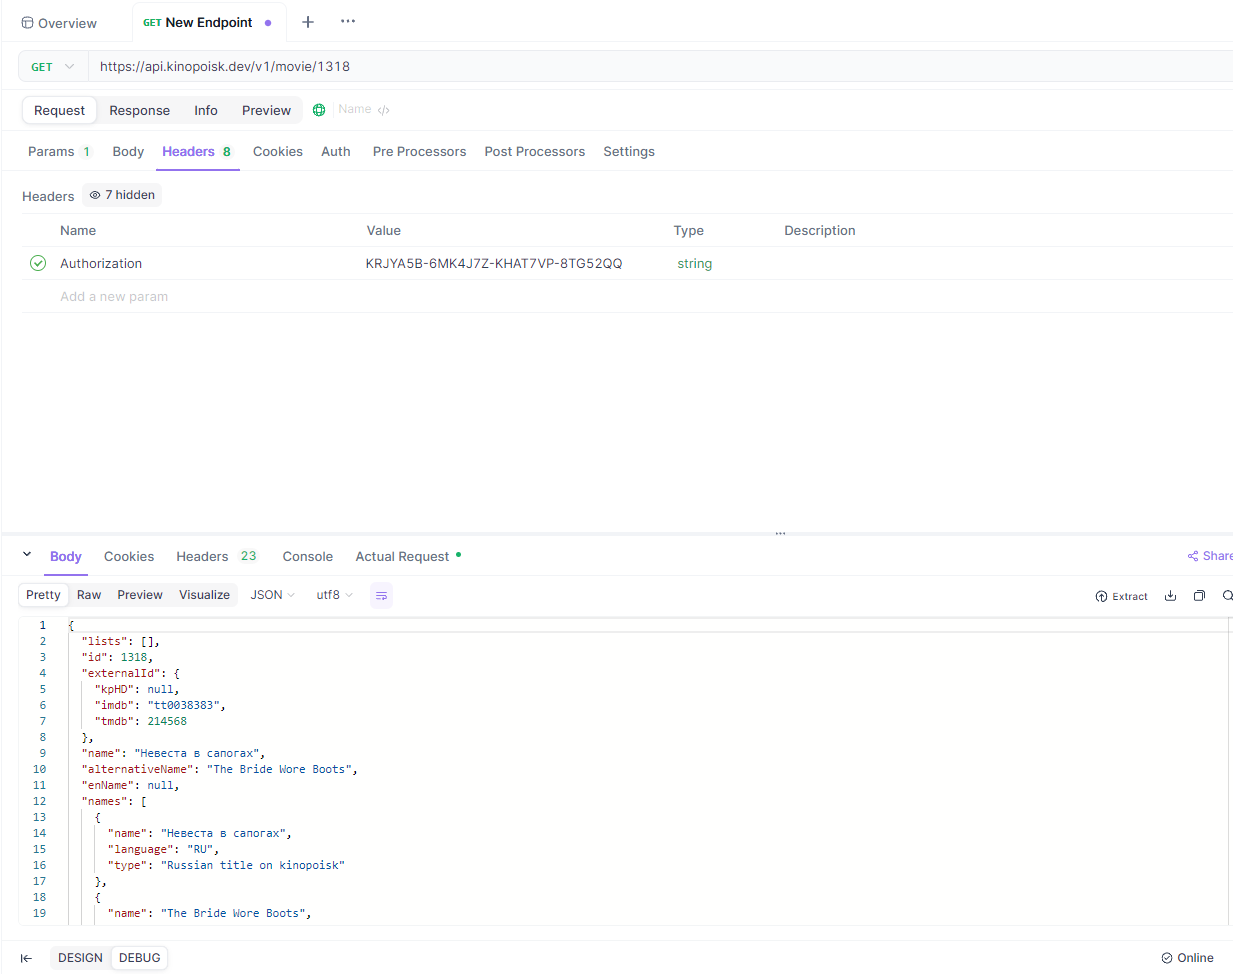 Overview
GET New Endpoint
GET https://api.kinopoisk.dev/v1/movie/1318
Request Response Info Preview Name
Params 1 Body Headers 8 Cookies Auth Pre Processors Post Processors Settings
Headers 7 hidden
Name Value Type Description
Authorization KRJYA5B-6MK4J7Z-KHAT7VP-8TG52QQ string
Add a new param
Body Cookies Headers 23 Console Actual Request Share
Pretty Raw Preview Visualize JSON utf8 Extract
1 {
2 "lists": [],
3 "id": 1318,
4 "externalId": {
5 "kpHD": null,
6 "imdb": "tt0038383",
7 "tmdb": 214568
8 },
9 "name": "Невеста в сапогах",
10 "alternativeName": "The Bride Wore Boots",
11 "enName": null,
12 "names": [
13 {
14 "name": "Невеста в сапогах",
15 "language": "RU",
16 "type": "Russian title on kinopoisk"
17 },
18 {
19 "name": "The Bride Wore Boots",
DESIGN DEBUG Online